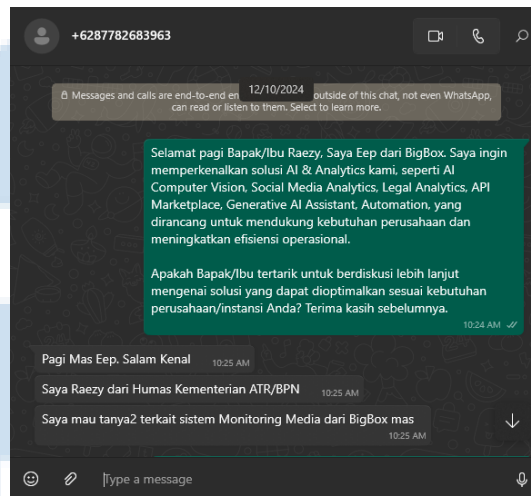 +6287782683963
12/10/2024
Messages and calls are end-to-end en outside of this chat, not even WhatsApp,
can read or listen to them. Select to learn more.
Selamat pagi Bapak/Ibu Raezy, Saya Eep dari BigBox. Saya ingin
memperkenalkan solusi AI & Analytics kami, seperti AI
Computer Vision, Social Media Analytics, Legal Analytics, API
Marketplace, Generative AI Assistant, Automation, yang
dirancang untuk mendukung kebutuhan perusahaan dan
meningkatkan efisiensi operasional.
Apakah Bapak/Ibu tertarik untuk berdiskusi lebih lanjut
mengenai solusi yang dapat dioptimalkan sesuai kebutuhan
perusahaan/instansi Anda? Terima kasih sebelumnya.
10:24 AM
Pagi Mas Eep. Salam Kenal 10:25 AM
Saya Raezy dari Humas Kementerian ATR/BPN 10:25 AM
Saya mau tanya2 terkait sistem Monitoring Media dari BigBox mas
10:25 AM
Type a message